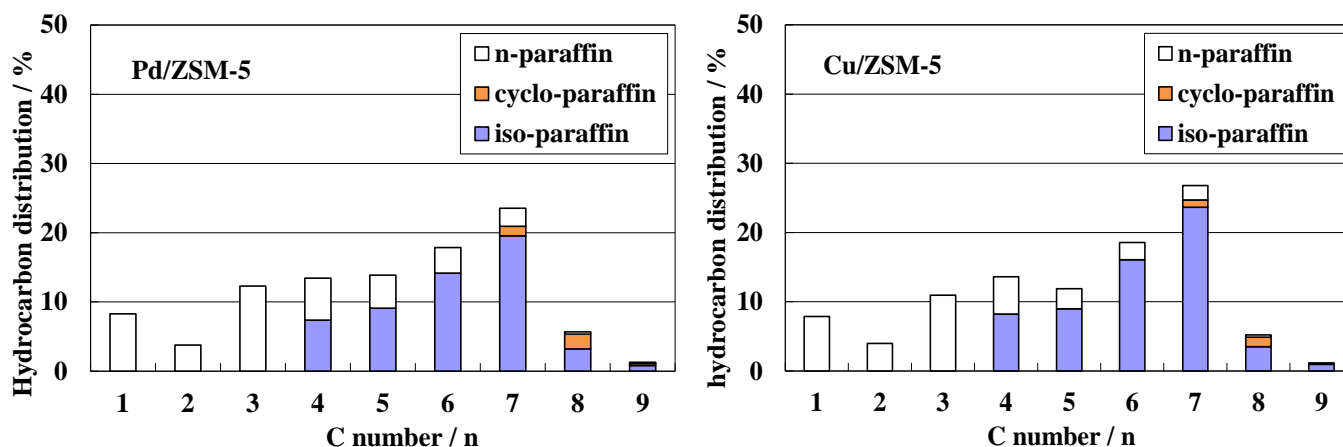 Hydrocarbon distribution / %
50
40
30
20
10
0
Pd/ZSM-5
n-paraffin
cyclo-paraffin
iso-paraffin
1 2 3 4 5 6 7 8 9
C number / n
hydrocarbon distribution / %
50
40
30
20
10
0
Cu/ZSM-5
n-paraffin
cyclo-paraffin
iso-paraffin
1 2 3 4 5 6 7 8 9
C number / n